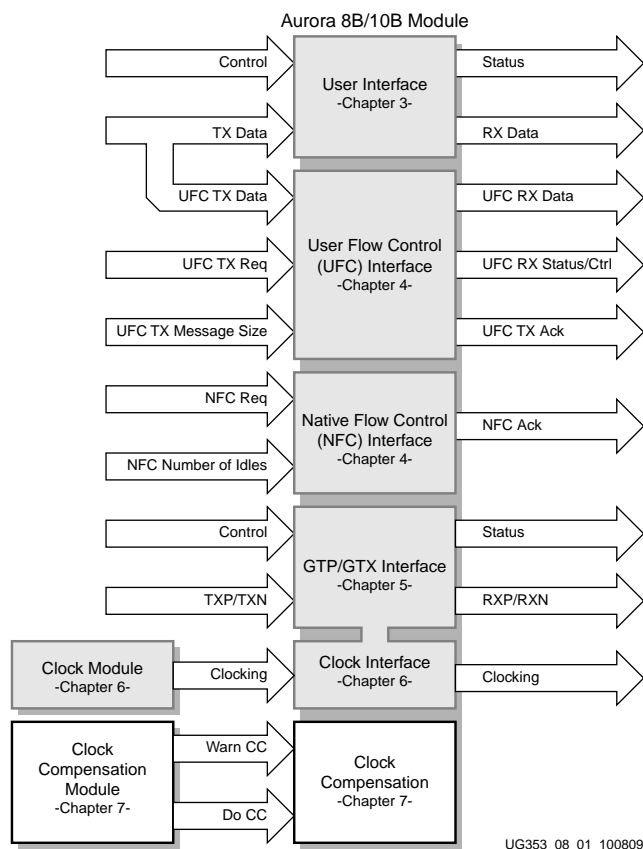 Aurora 8B/10B Module
Control
User Interface
-Chapter 3-
Status
TX Data
RX Data
UFC TX Data
UFC RX Data
User Flow Control
(UFC) Interface
-Chapter 4-
UFC TX Req
UFC RX Status/Ctrl
UFC TX Message Size
UFC TX Ack
NFC Req
Native Flow Control
(NFC) Interface
-Chapter 4-
NFC Ack
NFC Number of Idles
Control
Status
GTP/GTX Interface
-Chapter 5-
TXP/TXN
RXP/RXN
Clock Module
-Chapter 6-
Clocking
Clock Interface
-Chapter 6-
Clocking
Clock
Compensation
Module
-Chapter 7-
Warn CC
Do CC
Clock
Compensation
-Chapter 7-
UG353_08_01_100809